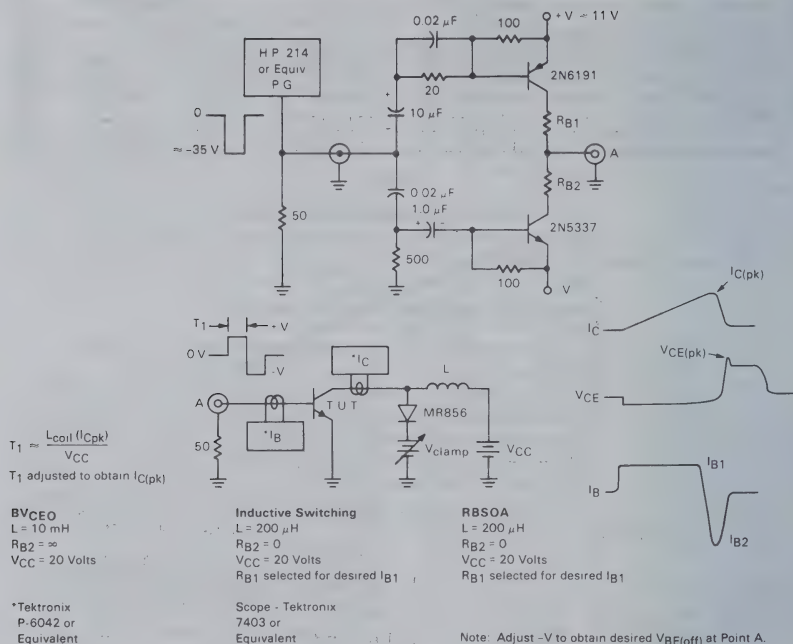 +V ≈ 11 V
0.02 μF
100
HP 214
or Equiv
PG
2N6191
20
0
10 μF
RB1
≈ -35 V
A
RB2
0.02 μF
50
1.0 μF
2N5337
500
100
V
IC(pk)
IC
T1
+V
*IC
VCE(pk)
0 V
-V
L
VCE
A
TUT
MR856
*IB
50
Vclamp
VCC
T1 ≈ Lcoil (ICpk)
VCC
IB1
IB
T1 adjusted to obtain IC(pk)
IB2
BVCEO
L = 10 mH
RB2 = ∞
VCC = 20 Volts
Inductive Switching
L = 200 μH
RB2 = 0
VCC = 20 Volts
RB1 selected for desired IB1
RBSOA
L = 200 μH
RB2 = 0
VCC = 20 Volts
RB1 selected for desired IB1
*Tektronix
P-6042 or
Equivalent
Scope - Tektronix
7403 or
Equivalent
Note: Adjust -V to obtain desired VBE(off) at Point A.